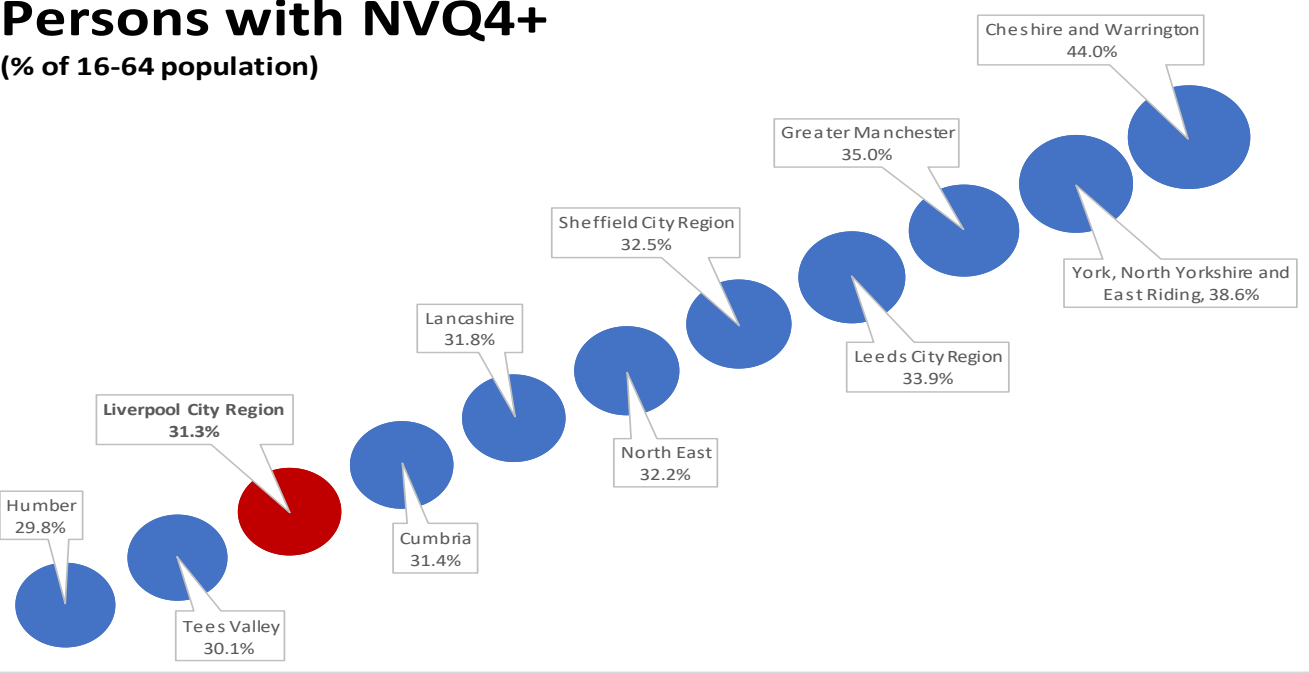 Persons with NVQ4+
(% of 16-64 population)
Cheshire and Warrington
44.0%
Greater Manchester
35.0%
York, North Yorkshire and
East Riding, 38.6%
Sheffield City Region
32.5%
Leeds City Region
33.9%
Lancashire
31.8%
North East
32.2%
Liverpool City Region
31.3%
Cumbria
31.4%
Humber
29.8%
Tees Valley
30.1%